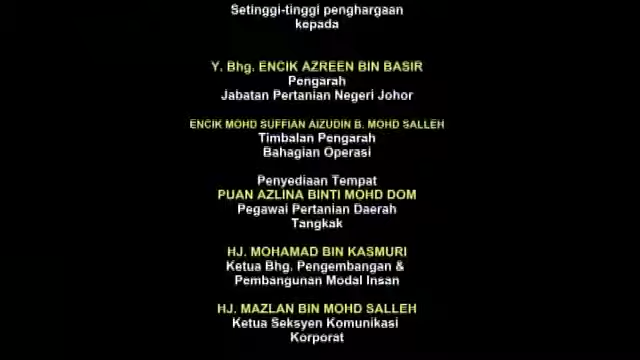 Setinggi-tinggi penghargaan
kepada
Y. Bhg. ENCIK AZREEN BIN BASIR
Pengarah
Jabatan Pertanian Negeri Johor
ENCIK MOHD SUFFIAN AIZUDIN B. MOHD SALLEH
Timbalan Pengarah
Bahagian Operasi
Penyediaan Tempat
PUAN AZLINA BINTI MOHD DOM
Pegawai Pertanian Daerah
Tangkak
HJ. MOHAMAD BIN KASMURI
Ketua Bhg. Pengembangan &
Pembangunan Modal Insan
HJ. MAZLAN BIN MOHD SALLEH
Ketua Seksyen Komunikasi
Korporat